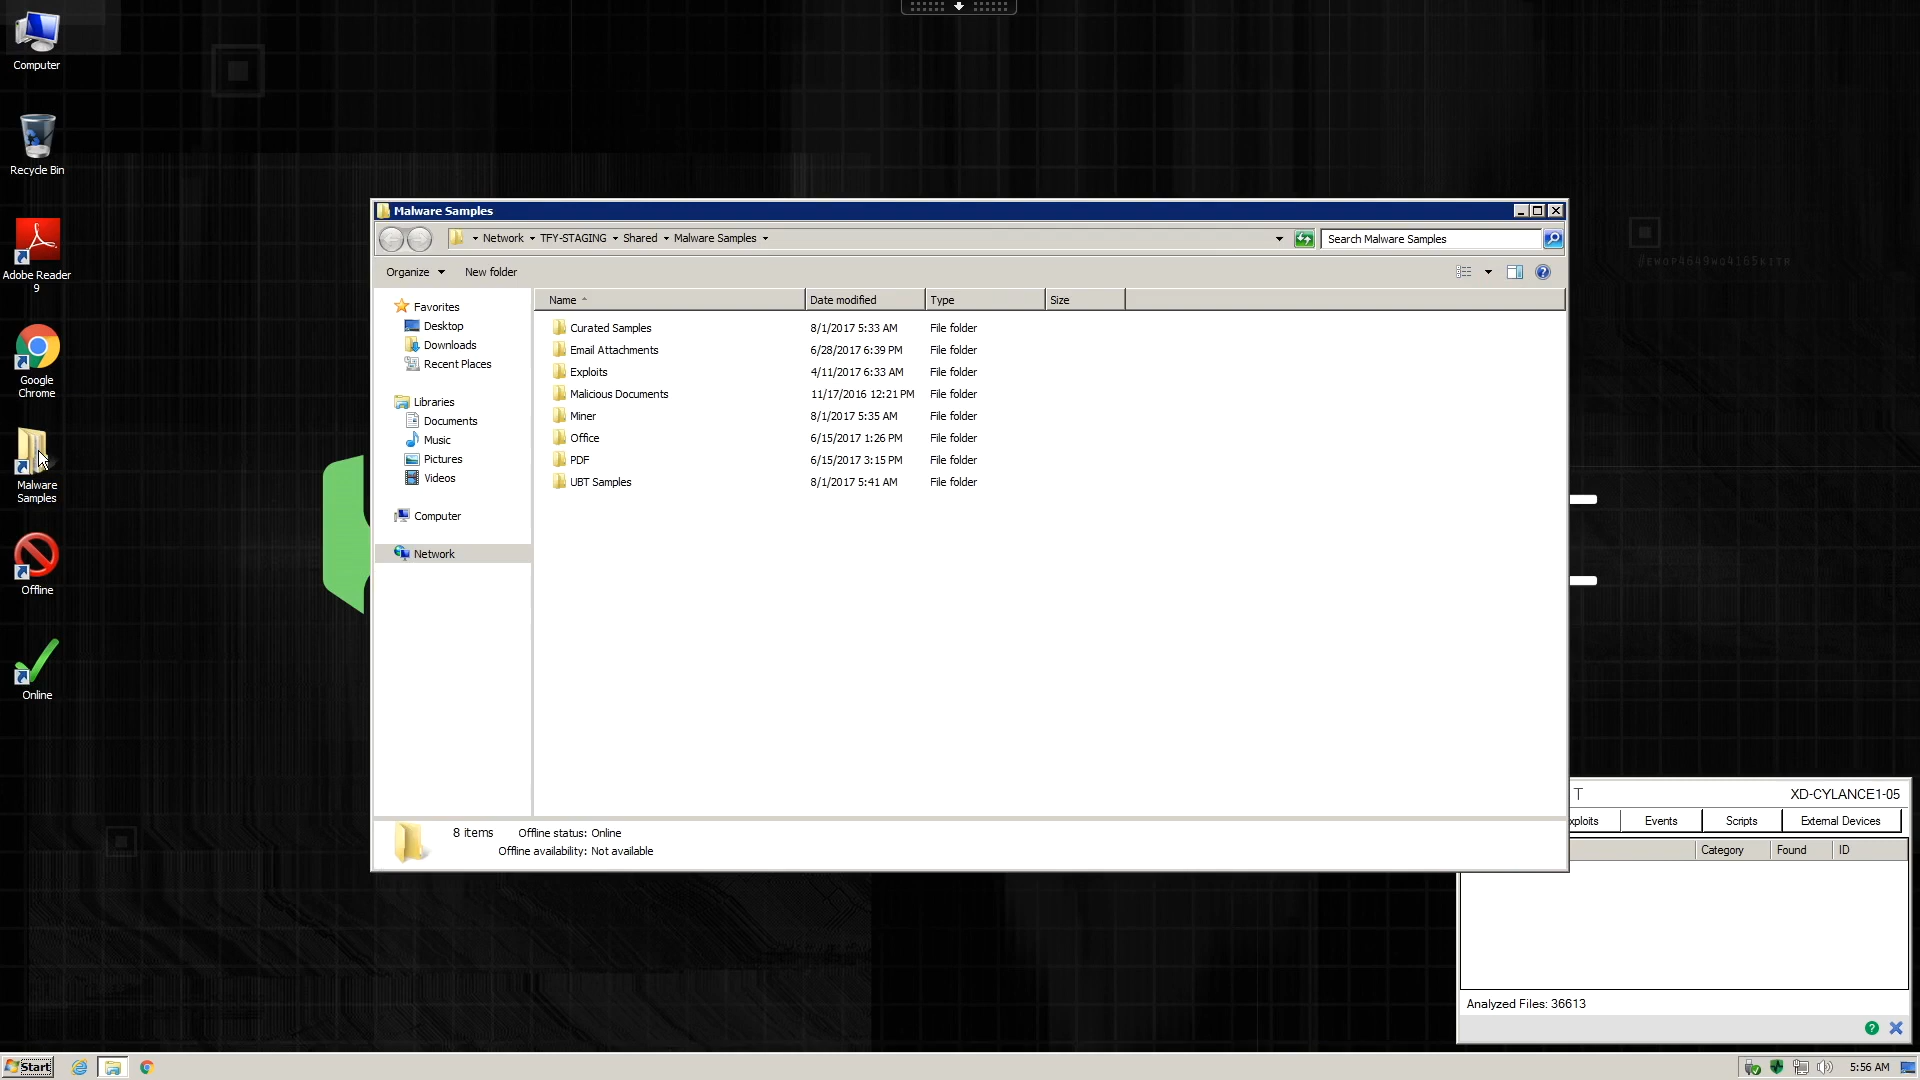 Computer
Recycle Bin
Adobe Reader
9
Google
Chrome
Malware
Samples
Offline
Online
Malware Samples
Network TFY-STAGING Shared Malware Samples
Search Malware Samples
Organize New folder
Favorites
Desktop
Downloads
Recent Places
Libraries
Documents
Music
Pictures
Videos
Computer
Network
Name Date modified Type Size
Curated Samples 8/1/2017 5:33 AM File folder
Email Attachments 6/28/2017 6:39 PM File folder
Exploits 4/11/2017 6:33 AM File folder
Malicious Documents 11/17/2016 12:21 PM File folder
Miner 8/1/2017 5:35 AM File folder
Office 6/15/2017 1:26 PM File folder
PDF 6/15/2017 3:15 PM File folder
UBT Samples 8/1/2017 5:41 AM File folder
8 items Offline status: Online
Offline availability: Not available
T XD-CYLANCE1-05
xploits Events Scripts External Devices
Category Found ID
Analyzed Files: 36613
Start
5:56 AM